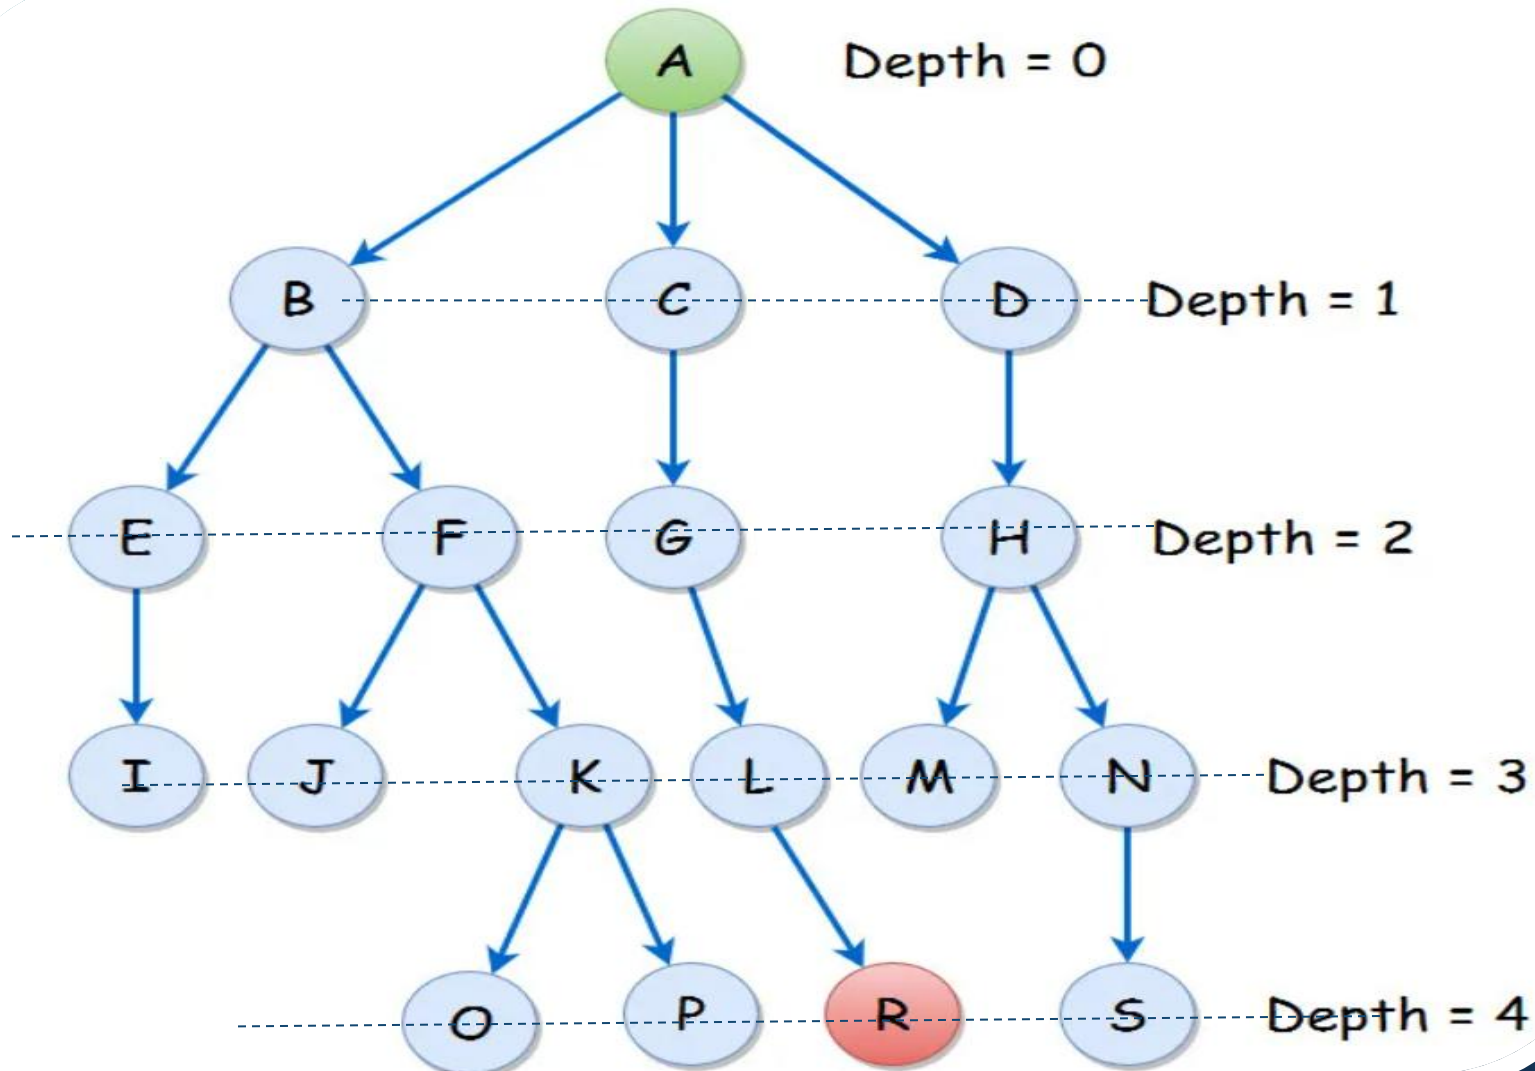 A Depth = 0
B C D Depth = 1
E F G H Depth = 2
I J K L M N Depth = 3
O P R S Depth = 4